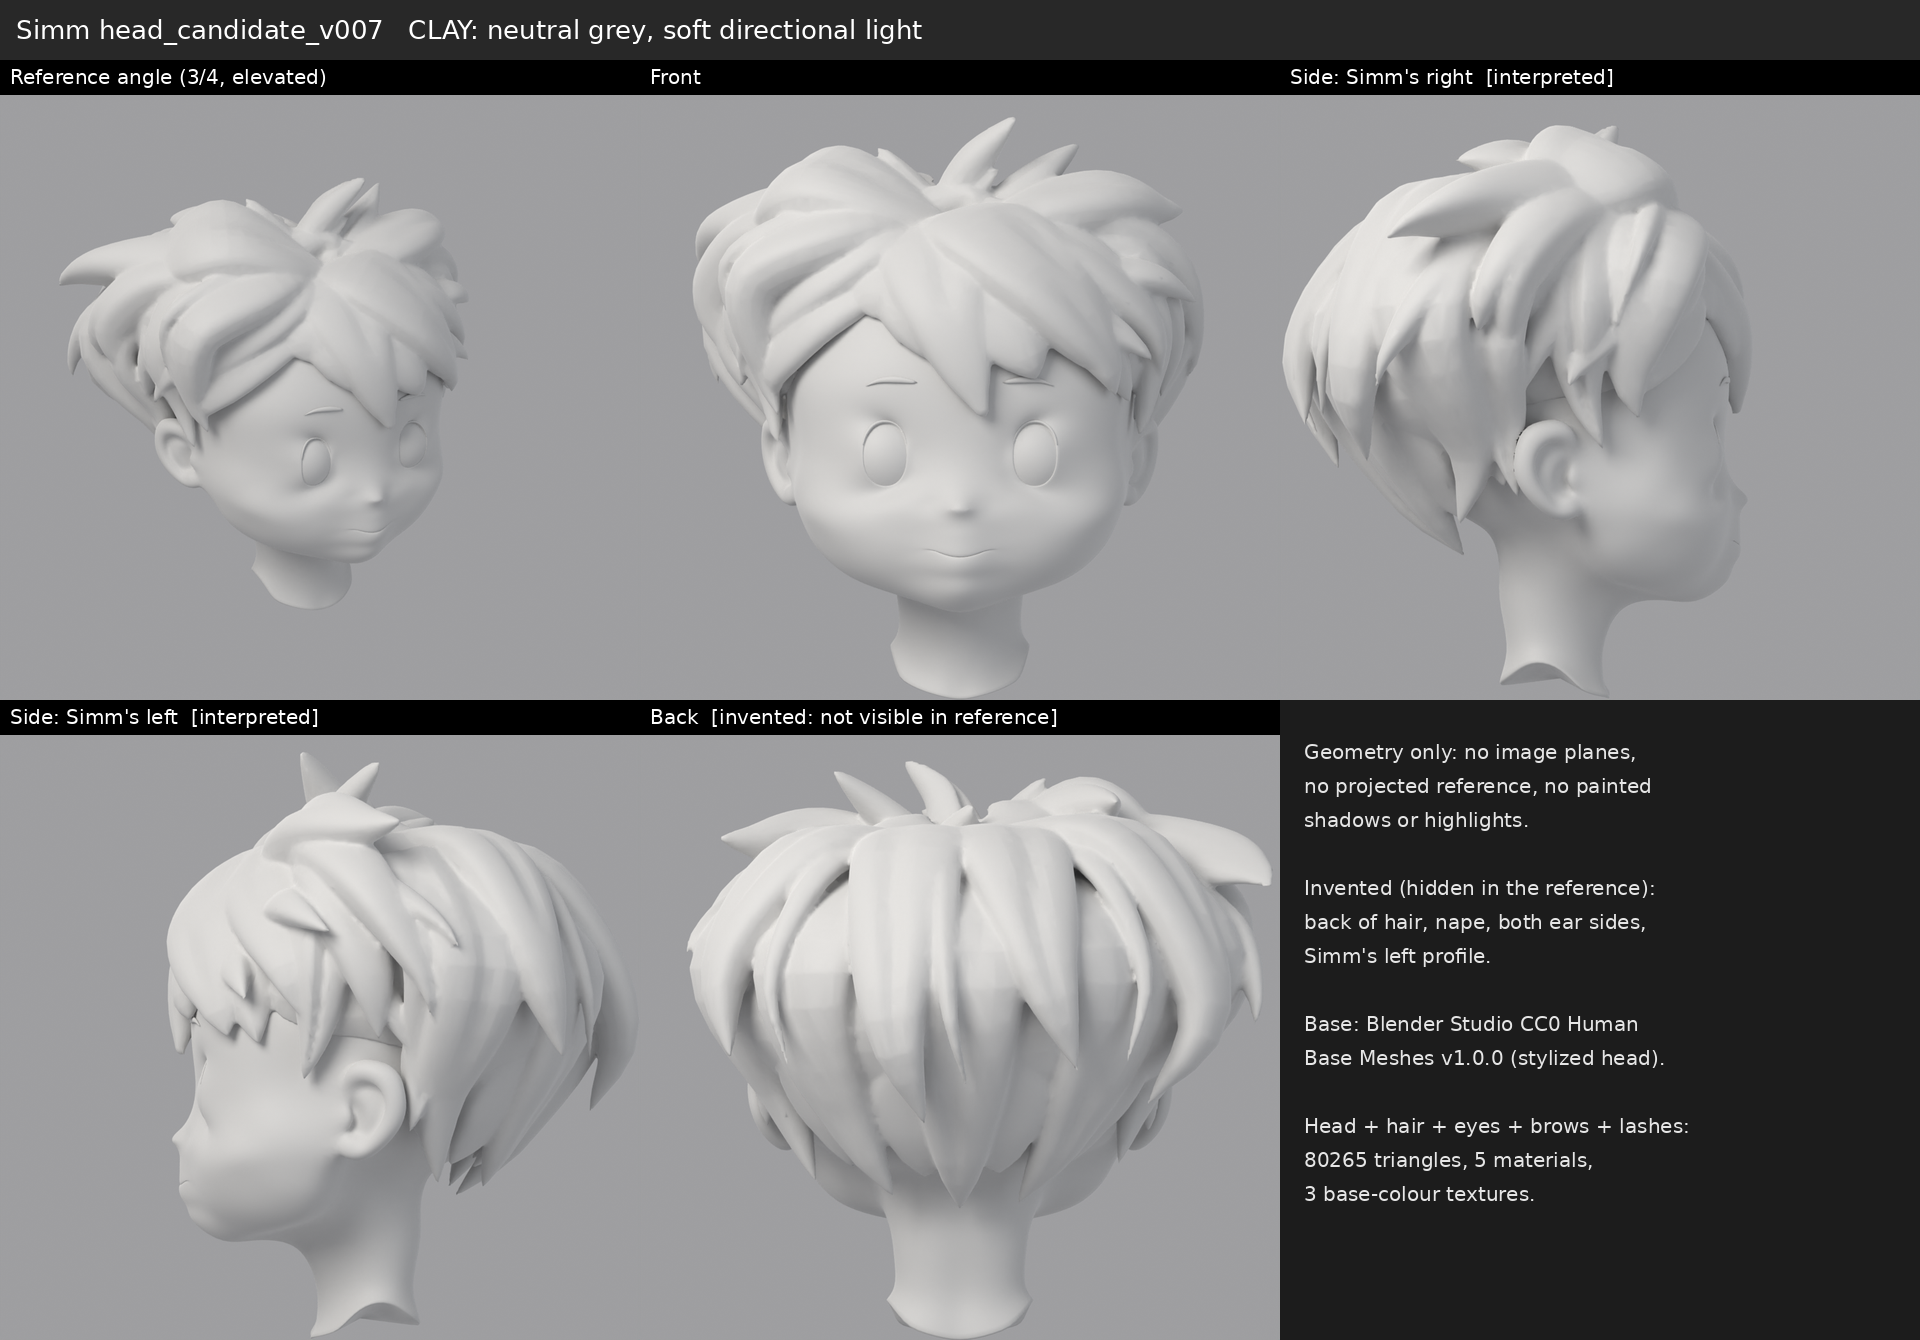 Simm head_candidate_v007   CLAY: neutral grey, soft directional light
Reference angle (3/4, elevated)
Front
Side: Simm's right  [interpreted]
Side: Simm's left  [interpreted]
Back  [invented: not visible in reference]
Geometry only: no image planes,
no projected reference, no painted
shadows or highlights.
Invented (hidden in the reference):
back of hair, nape, both ear sides,
Simm's left profile.
Base: Blender Studio CC0 Human
Base Meshes v1.0.0 (stylized head).
Head + hair + eyes + brows + lashes:
80265 triangles, 5 materials,
3 base-colour textures.